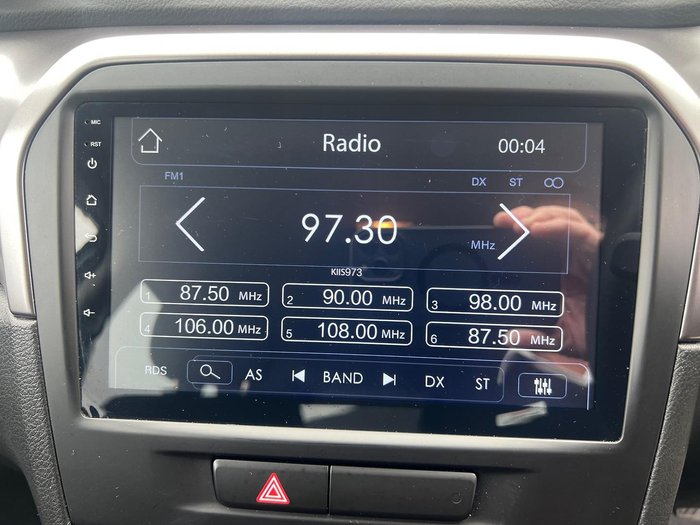 MIC
Radio 00:04
RST
FM1
DX ST
97.30 MHz
KIIS973
1 87.50 MHz 2 90.00 MHz 3 98.00 MHz
4 106.00 MHz 5 108.00 MHz 6 87.50 MHz
RDS AS BAND DX ST